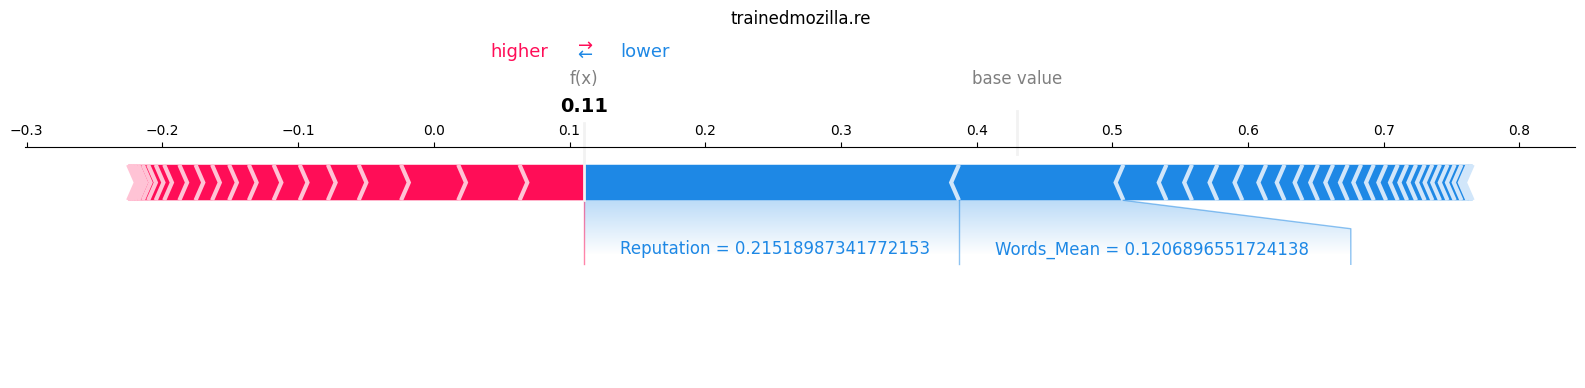 trainedmozilla.re
higher ⇄ lower
f(x) base value
0.11
−0.3 −0.2 −0.1 0.0 0.1 0.2 0.3 0.4 0.5 0.6 0.7 0.8
Reputation = 0.21518987341772153 Words_Mean = 0.1206896551724138